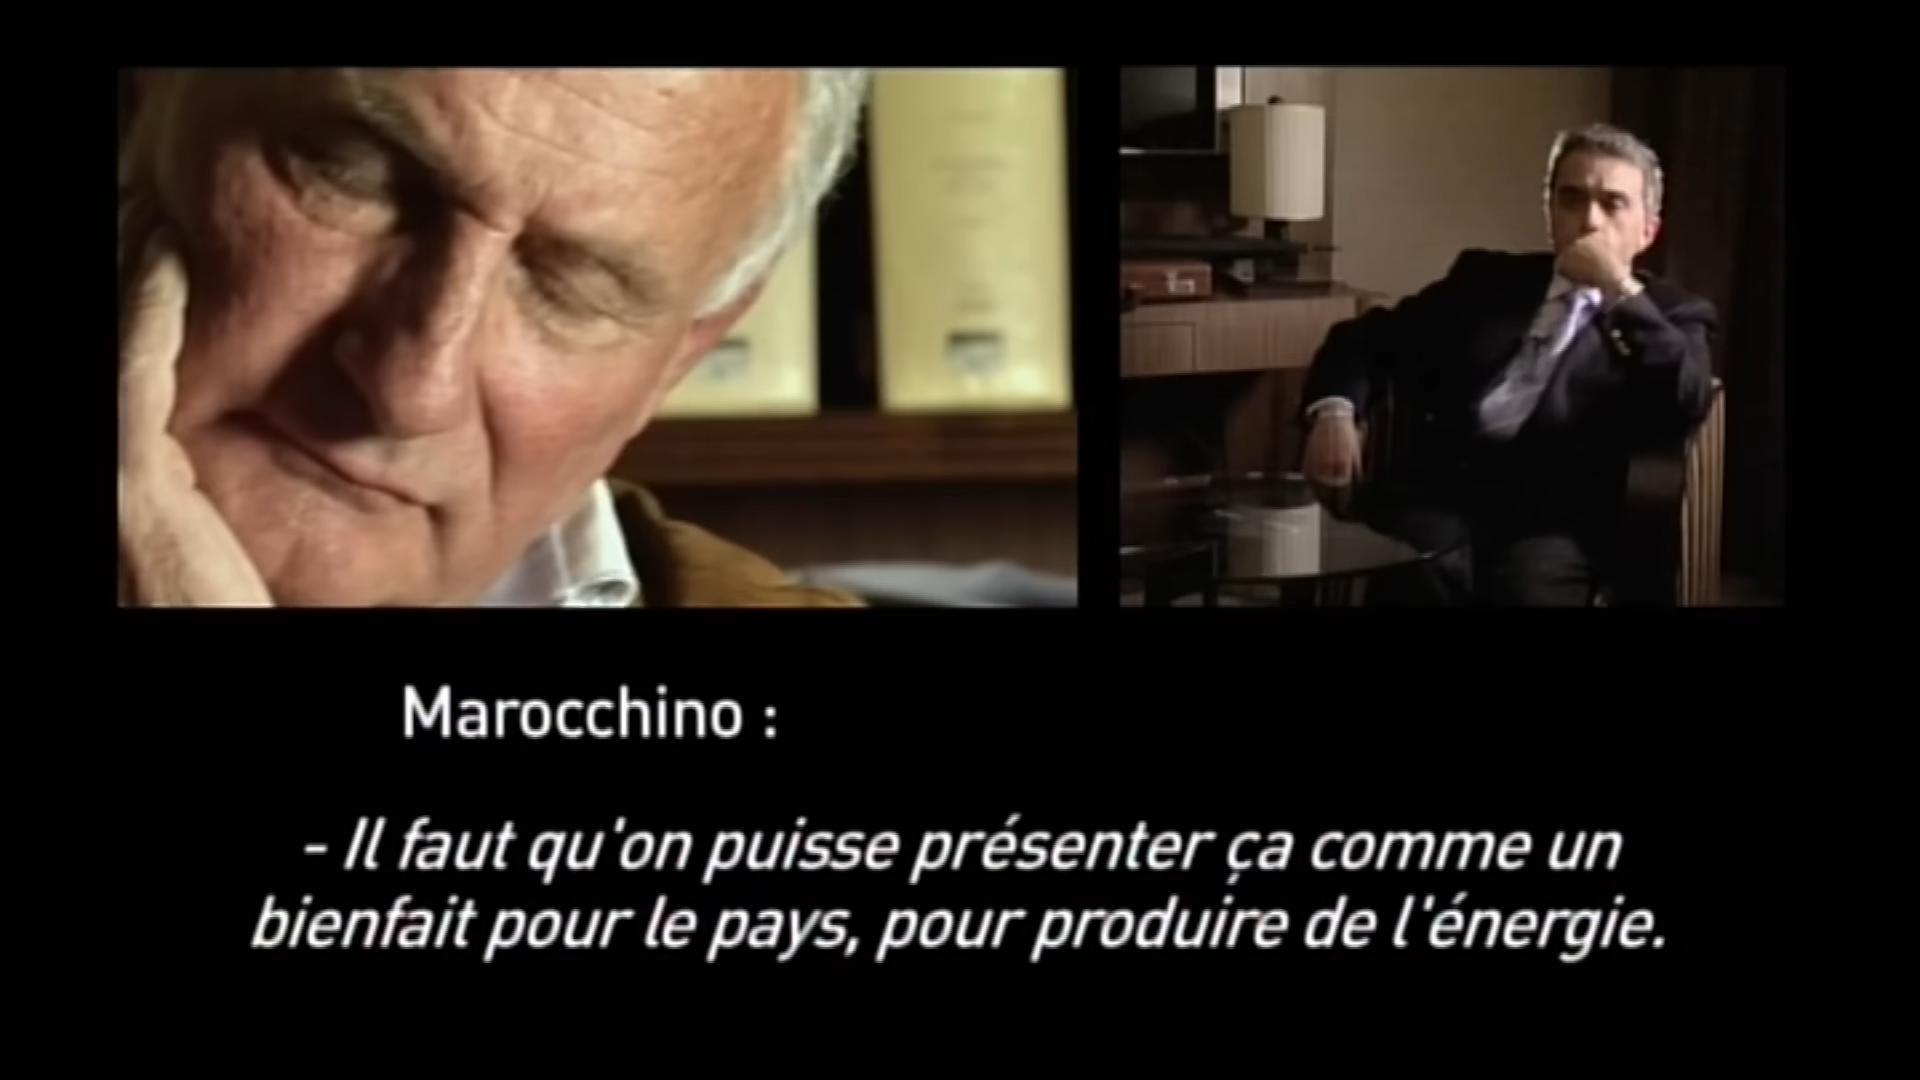 Marocchino :
- Il faut qu'on puisse présenter ça comme un
bienfait pour le pays, pour produire de l'énergie.